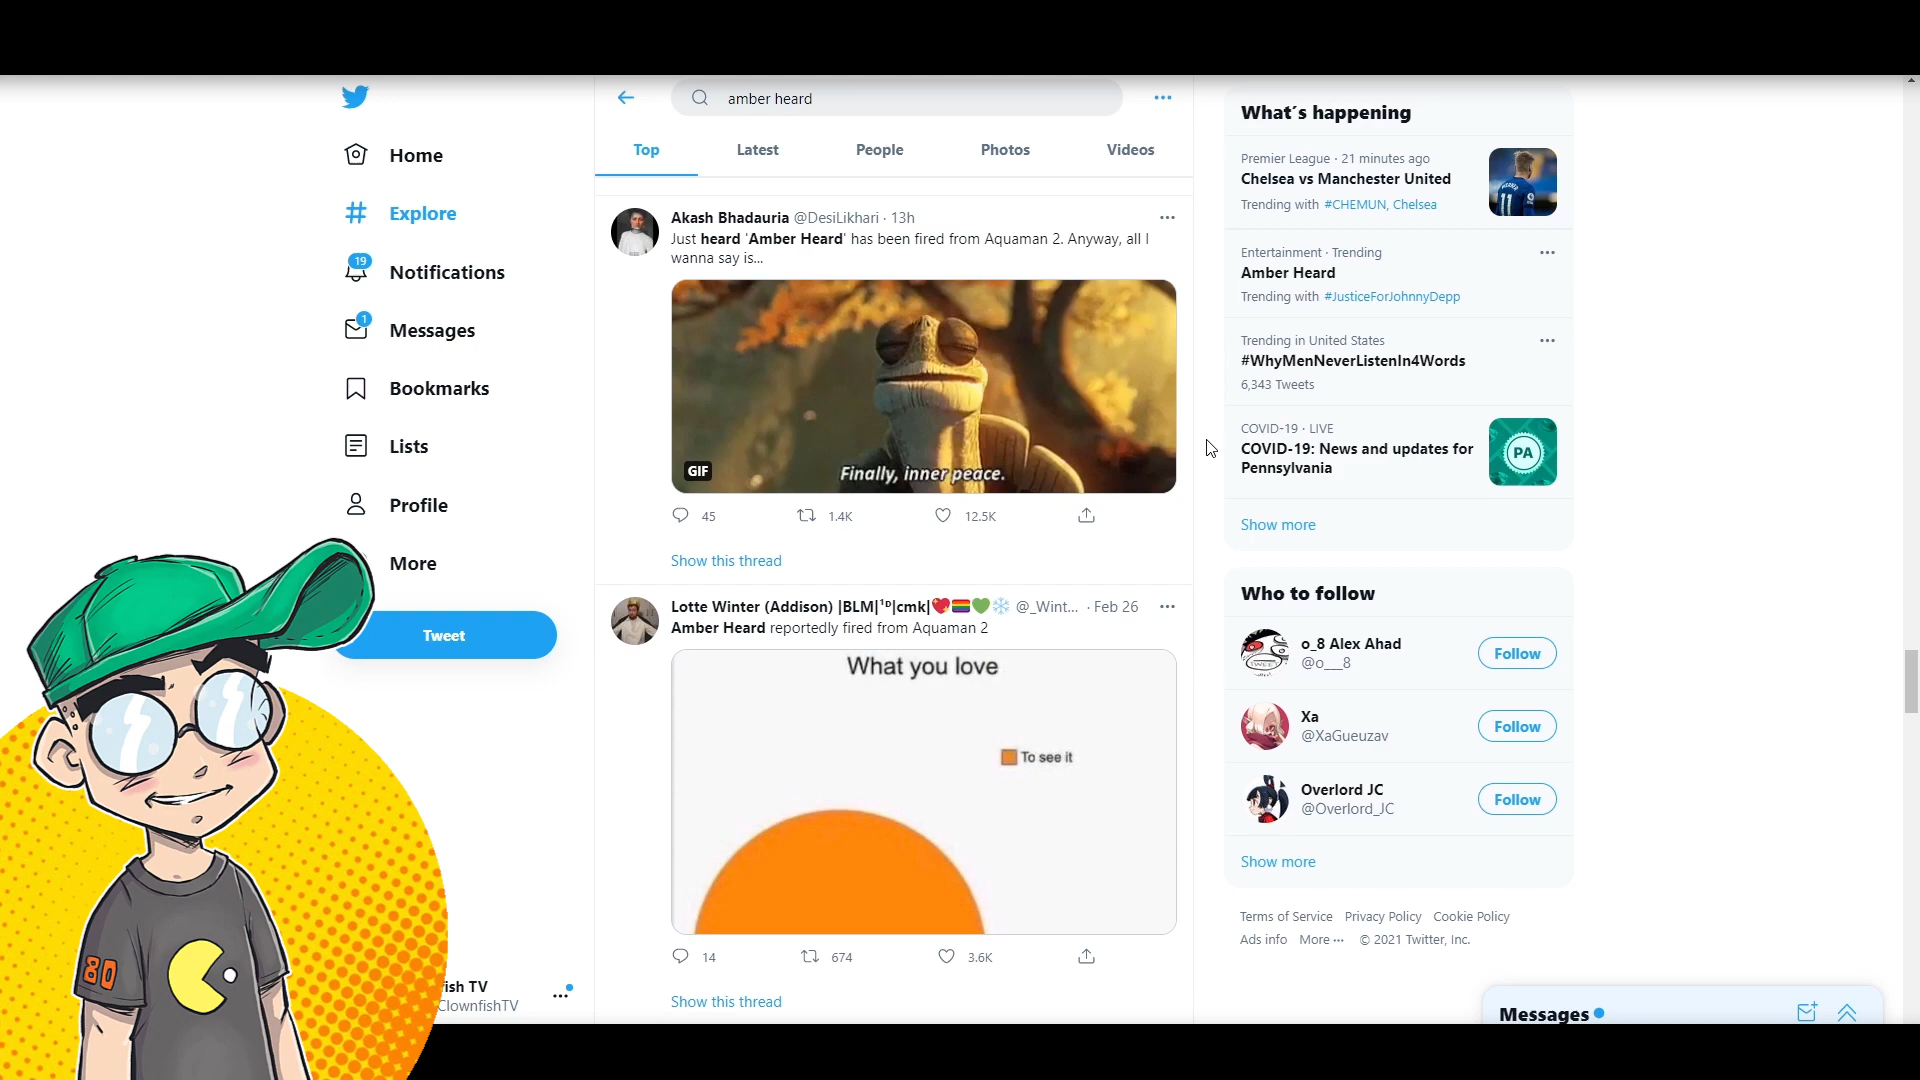 Home
Explore
19
Notifications
1
Messages
Bookmarks
Lists
Profile
More
Tweet
80
fish TV
ClownfishTV
amber heard
Top
Latest
People
Photos
Videos
Akash Bhadauria @DesiLikhari · 13h
Just heard 'Amber Heard' has been fired from Aquaman 2. Anyway, all I
wanna say is...
GIF
Finally, inner peace.
45
1.4K
12.5K
Show this thread
Lotte Winter (Addison) |BLM|¹ᴰ|cmk|💖🏳️‍🌈💚❄️ @_Wint... · Feb 26
Amber Heard reportedly fired from Aquaman 2
What you love
To see it
14
674
3.6K
Show this thread
What's happening
Premier League · 21 minutes ago
Chelsea vs Manchester United
Trending with #CHEMUN, Chelsea
11
Entertainment · Trending
Amber Heard
Trending with #JusticeForJohnnyDepp
Trending in United States
#WhyMenNeverListenIn4Words
6,343 Tweets
COVID-19 · LIVE
COVID-19: News and updates for
Pennsylvania
PA
Show more
Who to follow
o_8 Alex Ahad
@o___8
Follow
Xa
@XaGueuzav
Follow
Overlord JC
@Overlord_JC
Follow
Show more
Terms of Service Privacy Policy Cookie Policy
Ads info More ··· © 2021 Twitter, Inc.
Messages